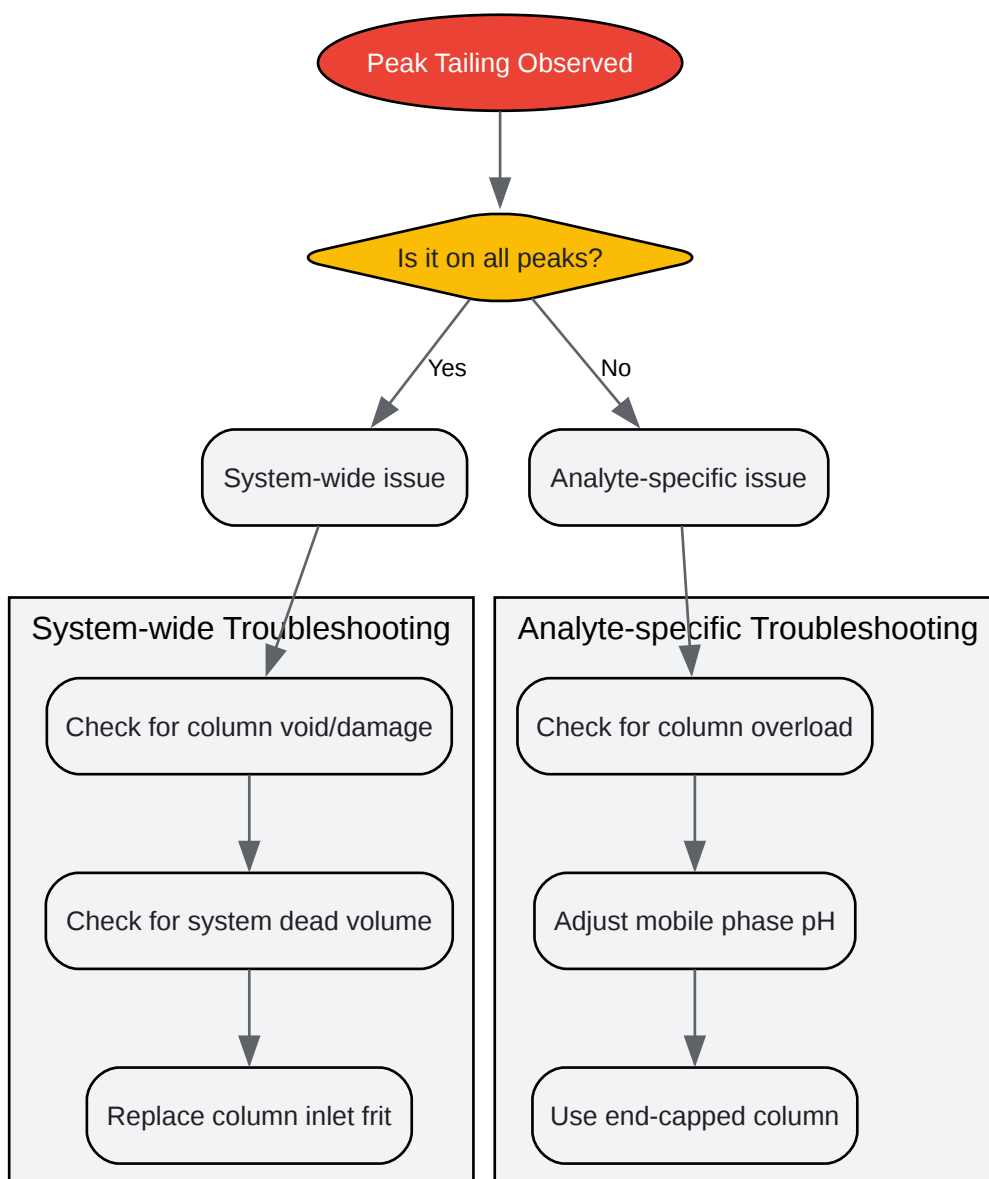 Peak Tailing Observed
Is it on all peaks?
Yes
No
System-wide issue
Analyte-specific issue
System-wide Troubleshooting
Analyte-specific Troubleshooting
Check for column void/damage
Check for column overload
Check for system dead volume
Adjust mobile phase pH
Replace column inlet frit
Use end-capped column